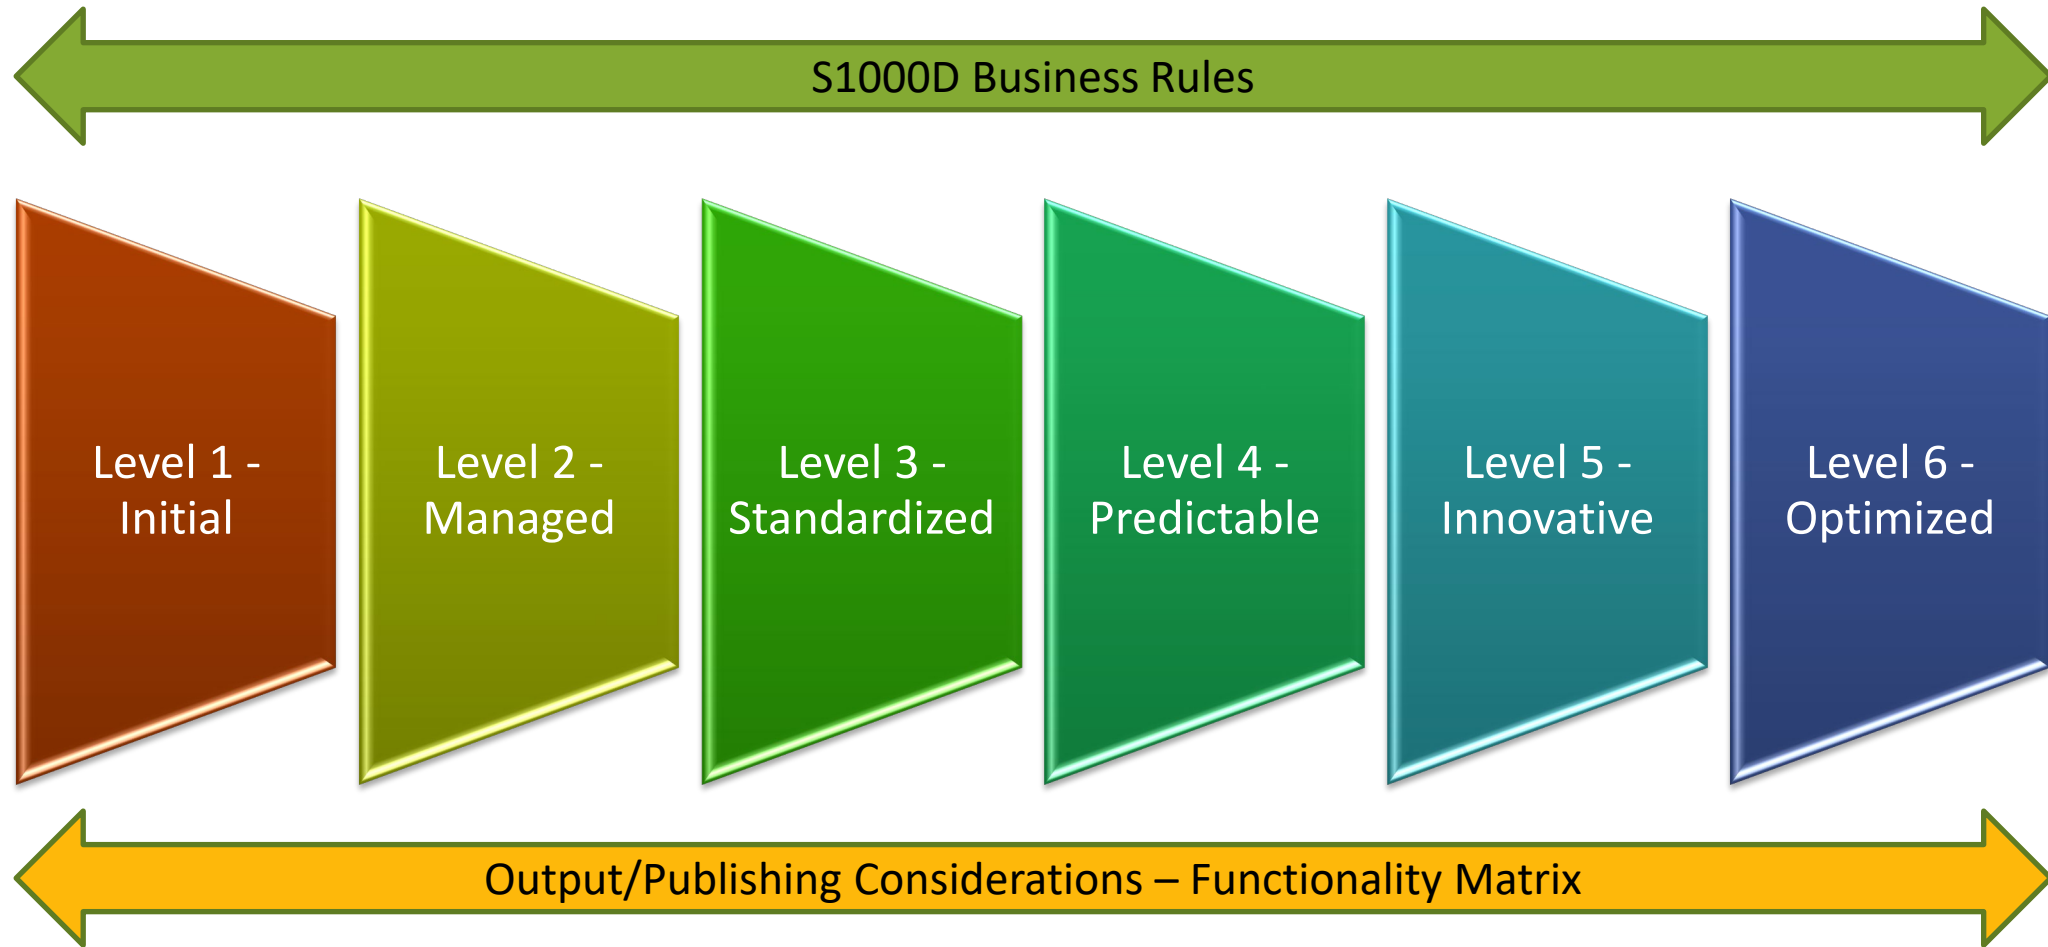 S1000D Business Rules
Level 1 -
Initial
Level 2 -
Managed
Level 3 -
Standardized
Level 4 -
Predictable
Level 5 -
Innovative
Level 6 -
Optimized
Output/Publishing Considerations – Functionality Matrix